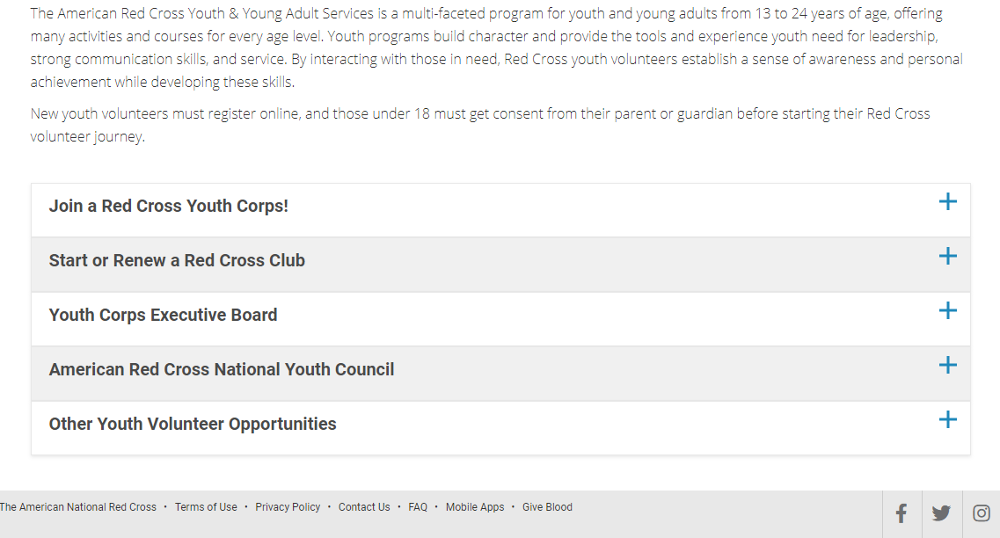 The American Red Cross Youth & Young Adult Services is a multi-faceted program for youth and young adults from 13 to 24 years of age, offering
many activities and courses for every age level. Youth programs build character and provide the tools and experience youth need for leadership,
strong communication skills, and service. By interacting with those in need, Red Cross youth volunteers establish a sense of awareness and personal
achievement while developing these skills.
New youth volunteers must register online, and those under 18 must get consent from their parent or guardian before starting their Red Cross
volunteer journey.
Join a Red Cross Youth Corps!
Start or Renew a Red Cross Club
Youth Corps Executive Board
American Red Cross National Youth Council
Other Youth Volunteer Opportunities
The American National Red Cross • Terms of Use • Privacy Policy • Contact Us • FAQ • Mobile Apps • Give Blood